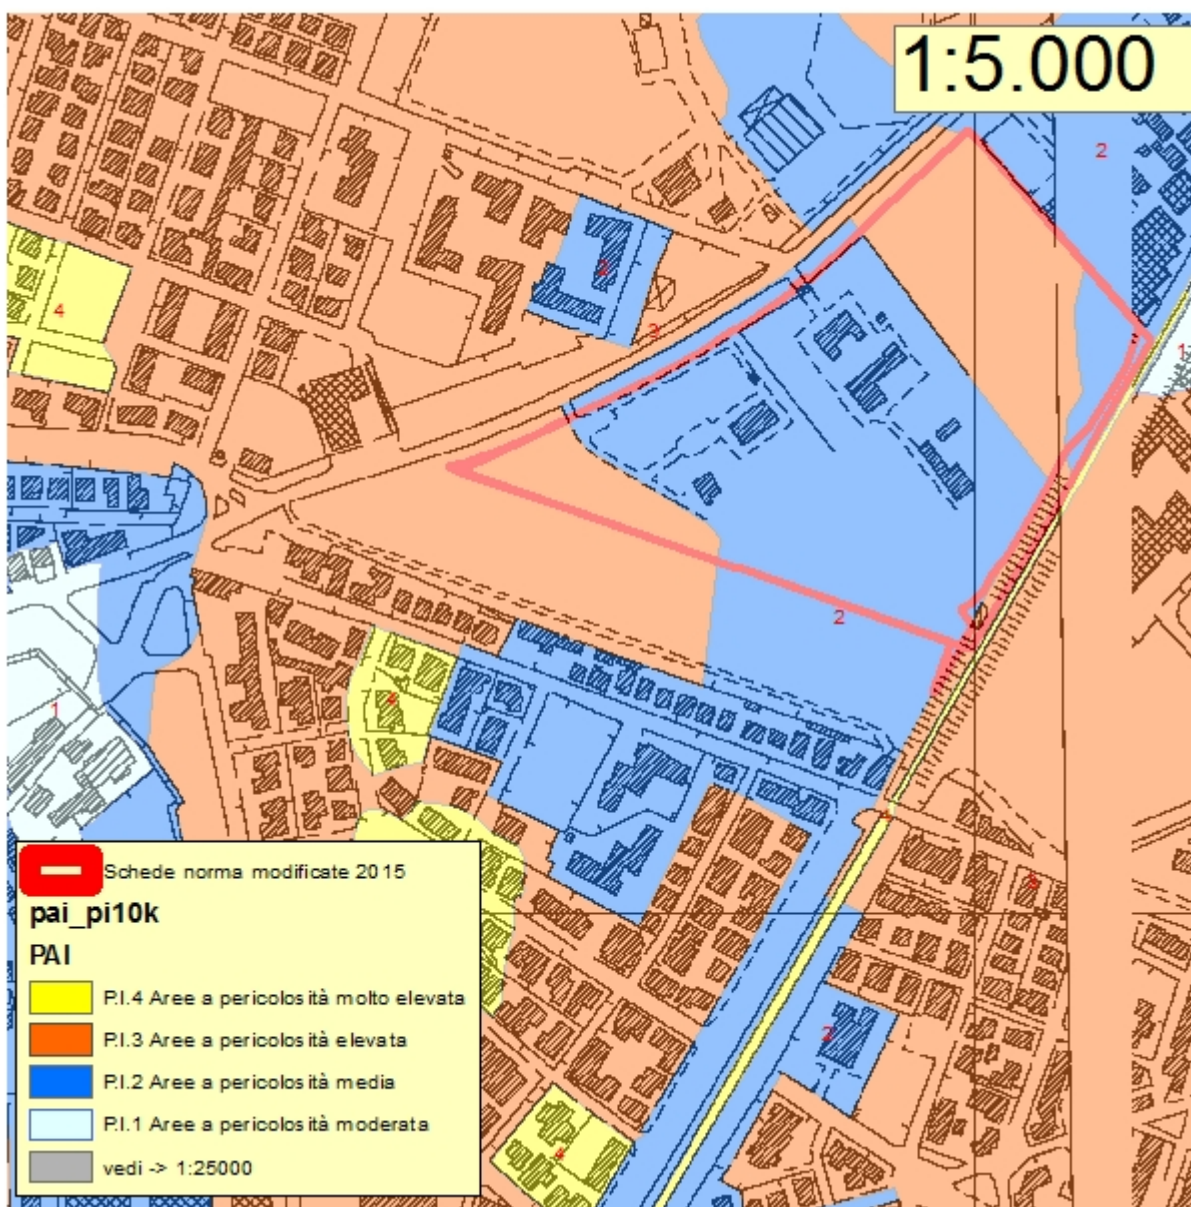 1:5.000
2
1
4
2
3
2
1
4
4
3
2
4
Schede norma modificate 2015
pai_pi10k
PAI
P.I.4 Aree a pericolosità molto elevata
P.I.3 Aree a pericolosità elevata
P.I.2 Aree a pericolosità media
P.I.1 Aree a pericolosità moderata
vedi -> 1:25000